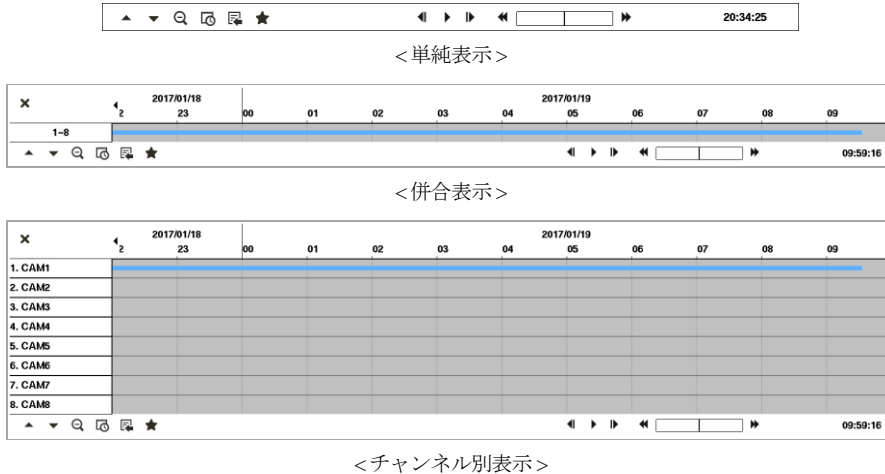 20:34:25
<単純表示>
2017/01/18 2017/01/19
2 23 00 01 02 03 04 05 06 07 08 09
1~8
09:59:16
<併合表示>
2017/01/18 2017/01/19
2 23 00 01 02 03 04 05 06 07 08 09
1. CAM1
2. CAM2
3. CAM3
4. CAM4
5. CAM5
6. CAM6
7. CAM7
8. CAM8
09:59:16
<チャンネル別表示>